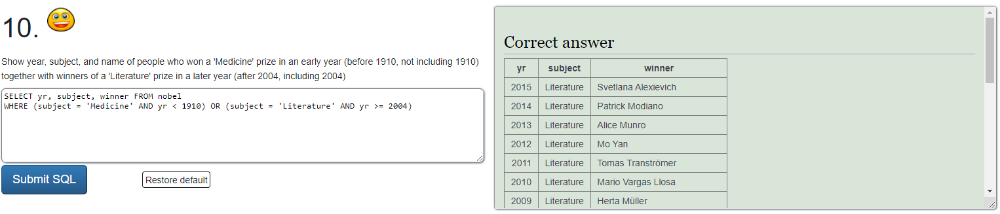 10.
Show year, subject, and name of people who won a 'Medicine' prize in an early year (before 1910, not including 1910)
together with winners of a 'Literature' prize in a later year (after 2004, including 2004)
SELECT yr, subject, winner FROM nobel
WHERE (subject = 'Medicine' AND yr < 1910) OR (subject = 'Literature' AND yr >= 2004)
Submit SQL
Restore default
Correct answer
yr subject winner
2015 Literature Svetlana Alexievich
2014 Literature Patrick Modiano
2013 Literature Alice Munro
2012 Literature Mo Yan
2011 Literature Tomas Tranströmer
2010 Literature Mario Vargas Llosa
2009 Literature Herta Müller